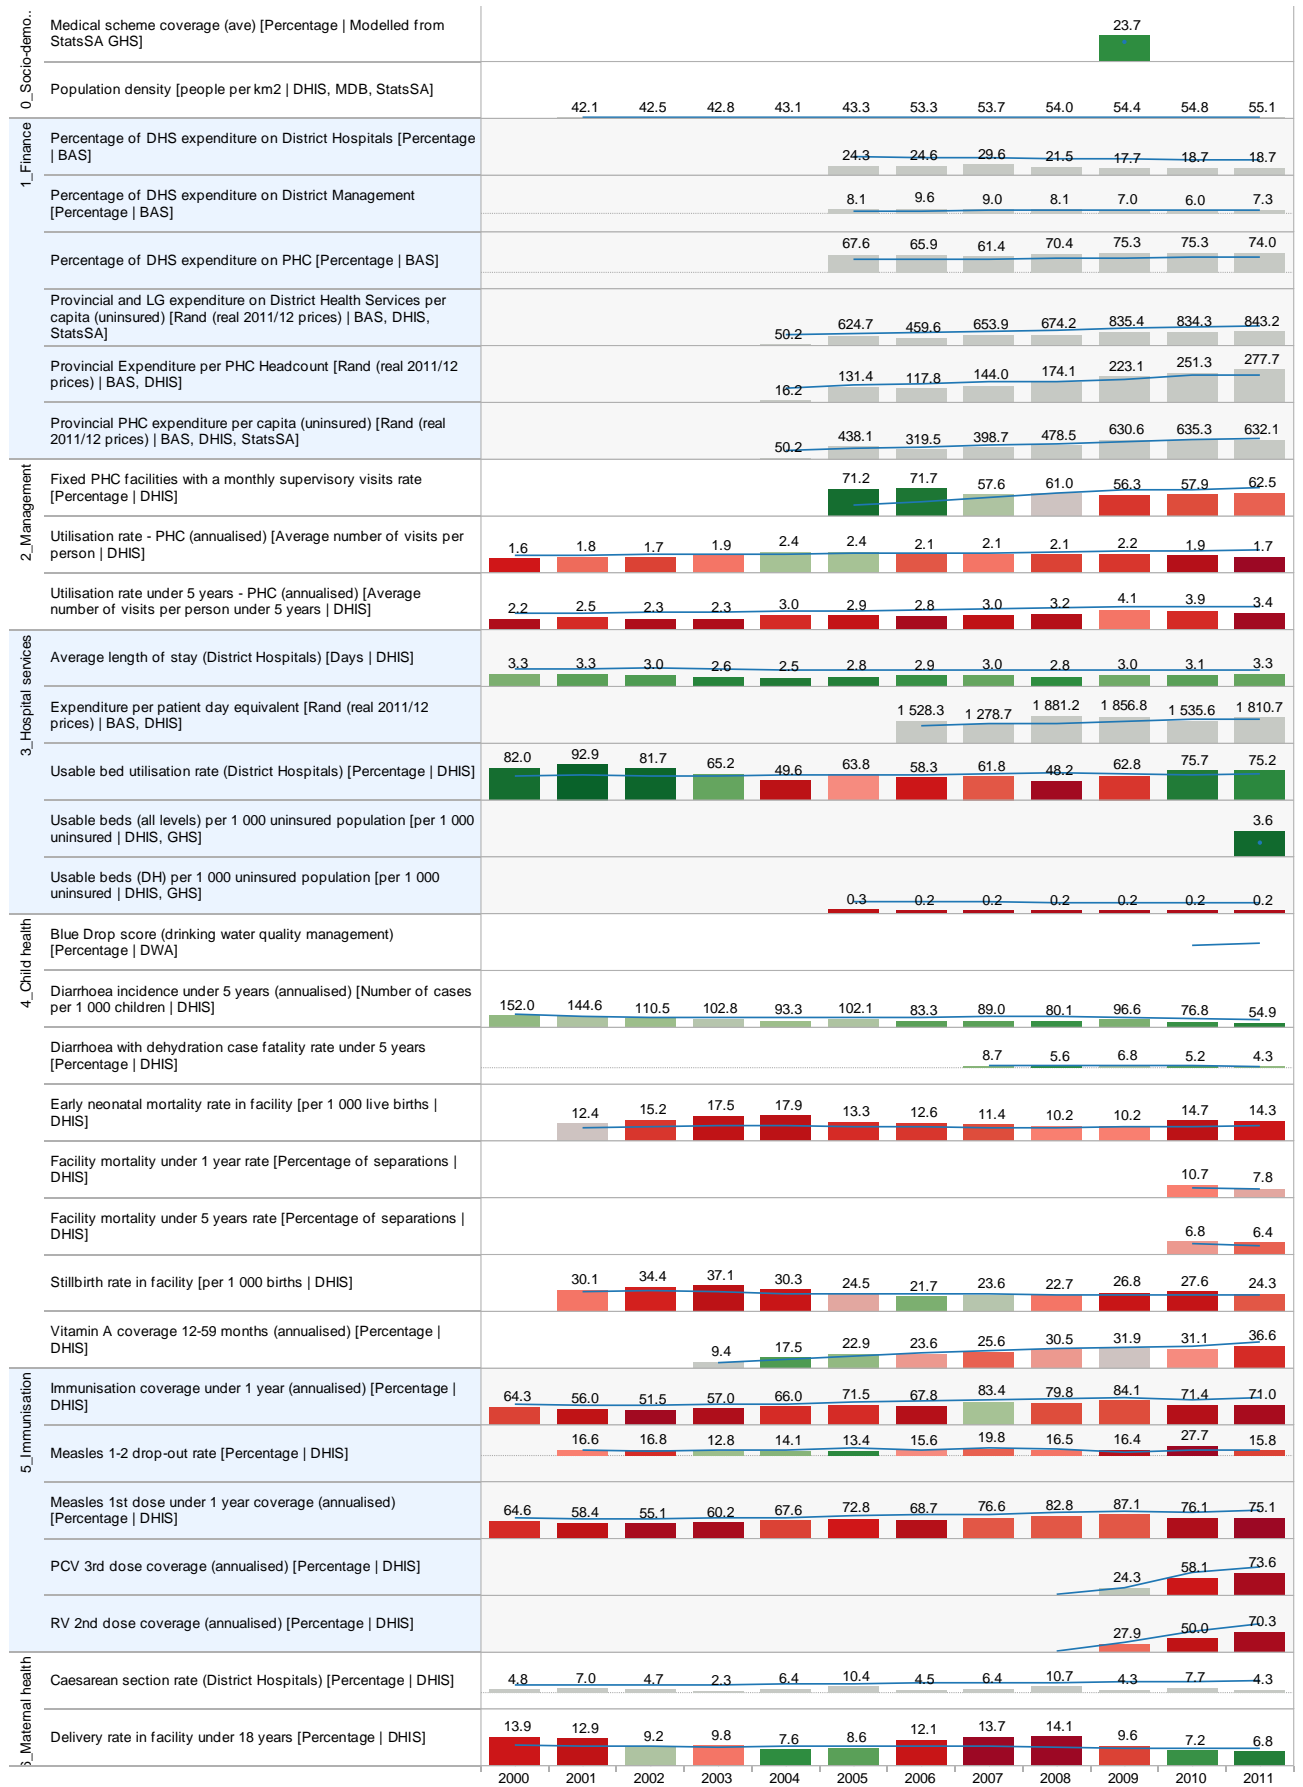 0_Socio-demo..
Medical scheme coverage (ave) [Percentage | Modelled from
StatsSA GHS]
23.7
Population density [people per km2 | DHIS, MDB, StatsSA]
42.1 42.5 42.8 43.1 43.3 53.3 53.7 54.0 54.4 54.8 55.1
1_Finance
Percentage of DHS expenditure on District Hospitals [Percentage
| BAS]
24.3 24.6 29.6 21.5 17.7 18.7 18.7
Percentage of DHS expenditure on District Management
[Percentage | BAS]
8.1 9.6 9.0 8.1 7.0 6.0 7.3
Percentage of DHS expenditure on PHC [Percentage | BAS]
67.6 65.9 61.4 70.4 75.3 75.3 74.0
Provincial and LG expenditure on District Health Services per
capita (uninsured) [Rand (real 2011/12 prices) | BAS, DHIS,
StatsSA]
50.2 624.7 459.6 653.9 674.2 835.4 834.3 843.2
Provincial Expenditure per PHC Headcount [Rand (real 2011/12
prices) | BAS, DHIS]
16.2 131.4 117.8 144.0 174.1 223.1 251.3 277.7
Provincial PHC expenditure per capita (uninsured) [Rand (real
2011/12 prices) | BAS, DHIS, StatsSA]
50.2 438.1 319.5 398.7 478.5 630.6 635.3 632.1
2_Management
Fixed PHC facilities with a monthly supervisory visits rate
[Percentage | DHIS]
71.2 71.7 57.6 61.0 56.3 57.9 62.5
Utilisation rate - PHC (annualised) [Average number of visits per
person | DHIS]
1.6 1.8 1.7 1.9 2.4 2.4 2.1 2.1 2.1 2.2 1.9 1.7
Utilisation rate under 5 years - PHC (annualised) [Average
number of visits per person under 5 years | DHIS]
2.2 2.5 2.3 2.3 3.0 2.9 2.8 3.0 3.2 4.1 3.9 3.4
3_Hospital services
Average length of stay (District Hospitals) [Days | DHIS]
3.3 3.3 3.0 2.6 2.5 2.8 2.9 3.0 2.8 3.0 3.1 3.3
Expenditure per patient day equivalent [Rand (real 2011/12
prices) | BAS, DHIS]
1 528.3 1 278.7 1 881.2 1 856.8 1 535.6 1 810.7
Usable bed utilisation rate (District Hospitals) [Percentage | DHIS]
82.0 92.9 81.7 65.2 49.6 63.8 58.3 61.8 48.2 62.8 75.7 75.2
Usable beds (all levels) per 1 000 uninsured population [per 1 000
uninsured | DHIS, GHS]
3.6
Usable beds (DH) per 1 000 uninsured population [per 1 000
uninsured | DHIS, GHS]
0.3 0.2 0.2 0.2 0.2 0.2 0.2
4_Child health
Blue Drop score (drinking water quality management)
[Percentage | DWA]
Diarrhoea incidence under 5 years (annualised) [Number of cases
per 1 000 children | DHIS]
152.0 144.6 110.5 102.8 93.3 102.1 83.3 89.0 80.1 96.6 76.8 54.9
Diarrhoea with dehydration case fatality rate under 5 years
[Percentage | DHIS]
8.7 5.6 6.8 5.2 4.3
Early neonatal mortality rate in facility [per 1 000 live births |
DHIS]
12.4 15.2 17.5 17.9 13.3 12.6 11.4 10.2 10.2 14.7 14.3
Facility mortality under 1 year rate [Percentage of separations |
DHIS]
10.7 7.8
Facility mortality under 5 years rate [Percentage of separations |
DHIS]
6.8 6.4
Stillbirth rate in facility [per 1 000 births | DHIS]
30.1 34.4 37.1 30.3 24.5 21.7 23.6 22.7 26.8 27.6 24.3
Vitamin A coverage 12-59 months (annualised) [Percentage |
DHIS]
9.4 17.5 22.9 23.6 25.6 30.5 31.9 31.1 36.6
5_Immunisation
Immunisation coverage under 1 year (annualised) [Percentage |
DHIS]
64.3 56.0 51.5 57.0 66.0 71.5 67.8 83.4 79.8 84.1 71.4 71.0
Measles 1-2 drop-out rate [Percentage | DHIS]
16.6 16.8 12.8 14.1 13.4 15.6 19.8 16.5 16.4 27.7 15.8
Measles 1st dose under 1 year coverage (annualised)
[Percentage | DHIS]
64.6 58.4 55.1 60.2 67.6 72.8 68.7 76.6 82.8 87.1 76.1 75.1
PCV 3rd dose coverage (annualised) [Percentage | DHIS]
24.3 58.1 73.6
RV 2nd dose coverage (annualised) [Percentage | DHIS]
27.9 50.0 70.3
6_Maternal health
Caesarean section rate (District Hospitals) [Percentage | DHIS]
4.8 7.0 4.7 2.3 6.4 10.4 4.5 6.4 10.7 4.3 7.7 4.3
Delivery rate in facility under 18 years [Percentage | DHIS]
13.9 12.9 9.2 9.8 7.6 8.6 12.1 13.7 14.1 9.6 7.2 6.8
2000 2001 2002 2003 2004 2005 2006 2007 2008 2009 2010 2011